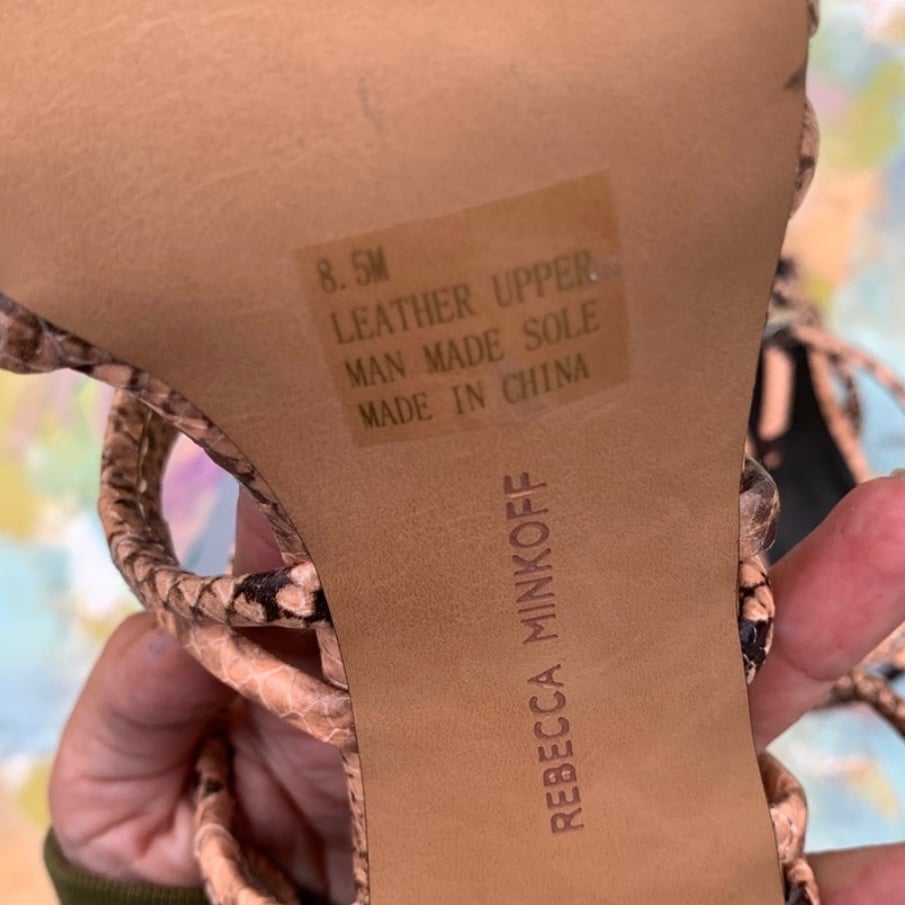 8.5M
LEATHER UPPER
MAN MADE SOLE
MADE IN CHINA
REBECCA MINKOFF